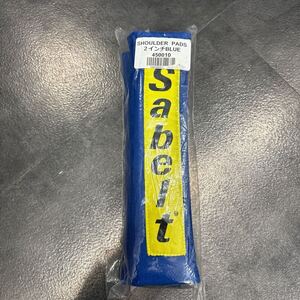 SHOULDER PADS
2インチBLUE
450010
Sabelt